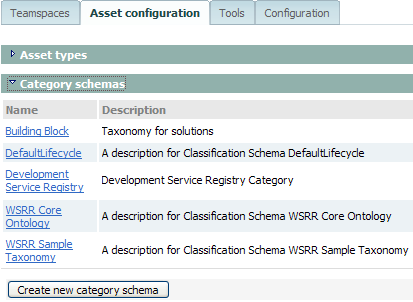 Teamspaces Asset configuration Tools Configuration
Asset types
Category schemas
Name Description
Building Block Taxonomy for solutions
DefaultLifecycle A description for Classification Schema DefaultLifecycle
Development
Service Registry Development Service Registry Category
WSRR Core
Ontology A description for Classification Schema WSRR Core Ontology
WSRR Sample
Taxonomy A description for Classification Schema WSRR Sample Taxonomy
Create new category schema